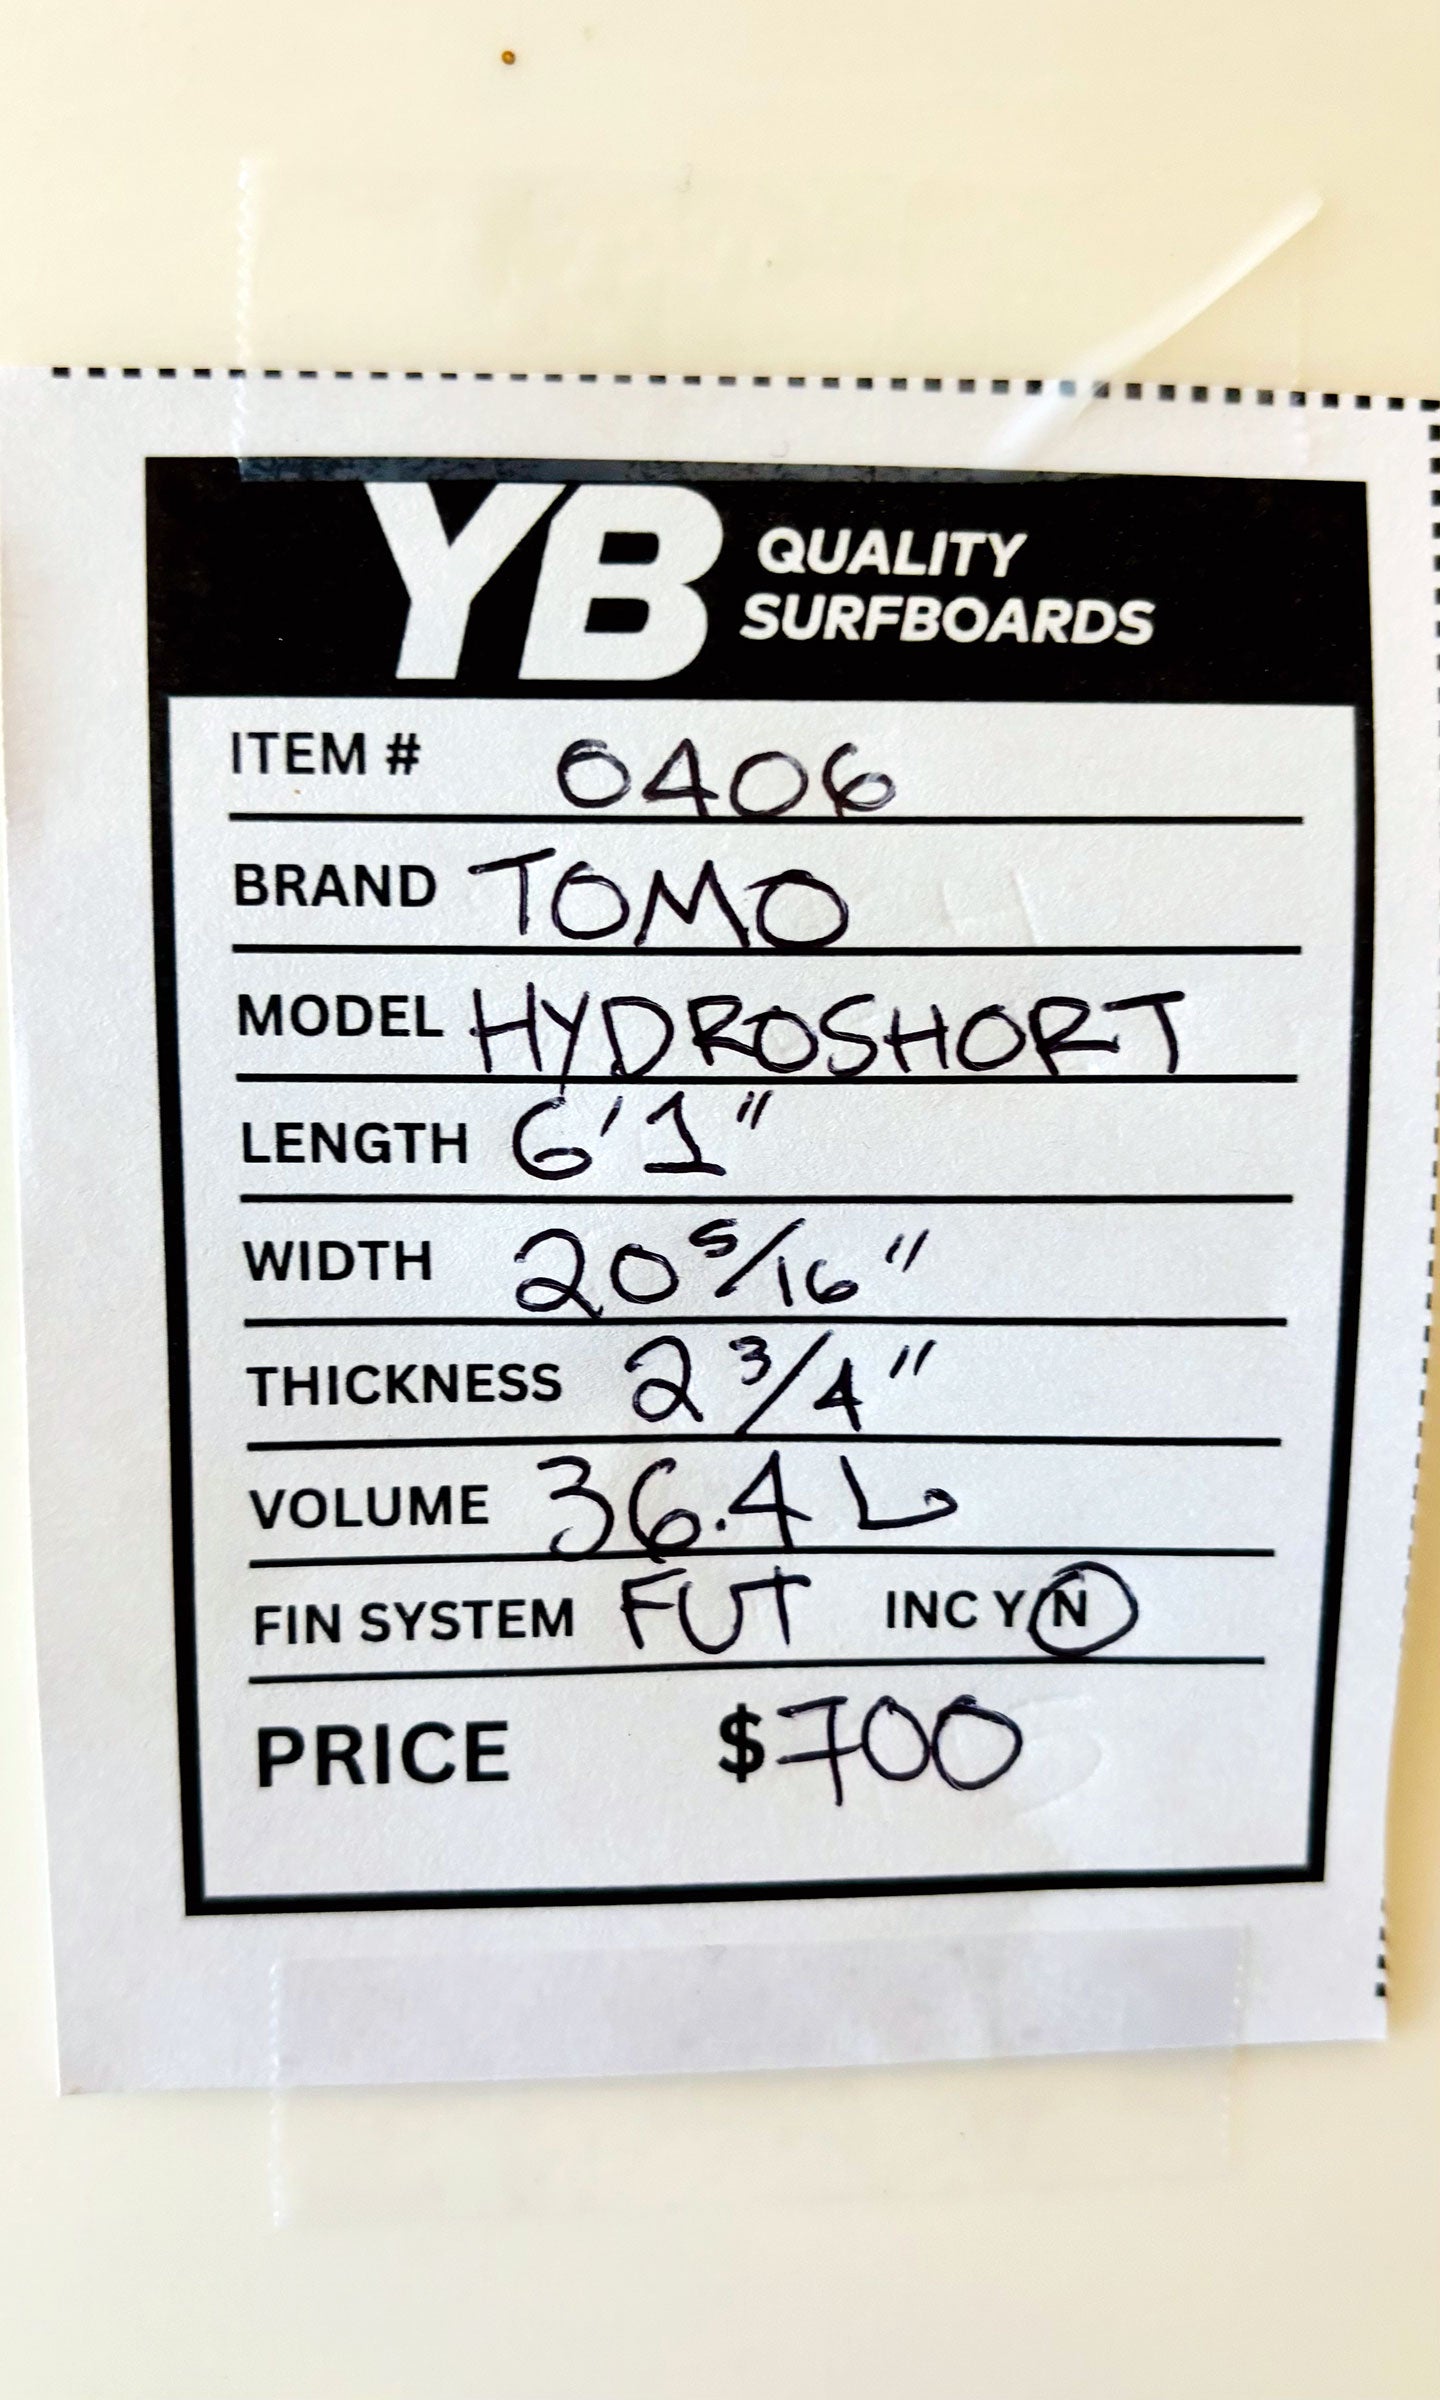 YB QUALITY
SURFBOARDS
ITEM # 0406
BRAND TOMO
MODEL HYDROSHORT
LENGTH 6'1"
WIDTH 20 5/16"
THICKNESS 2 3/4"
VOLUME 36.4 L
FIN SYSTEM FUT INC Y N
PRICE $700